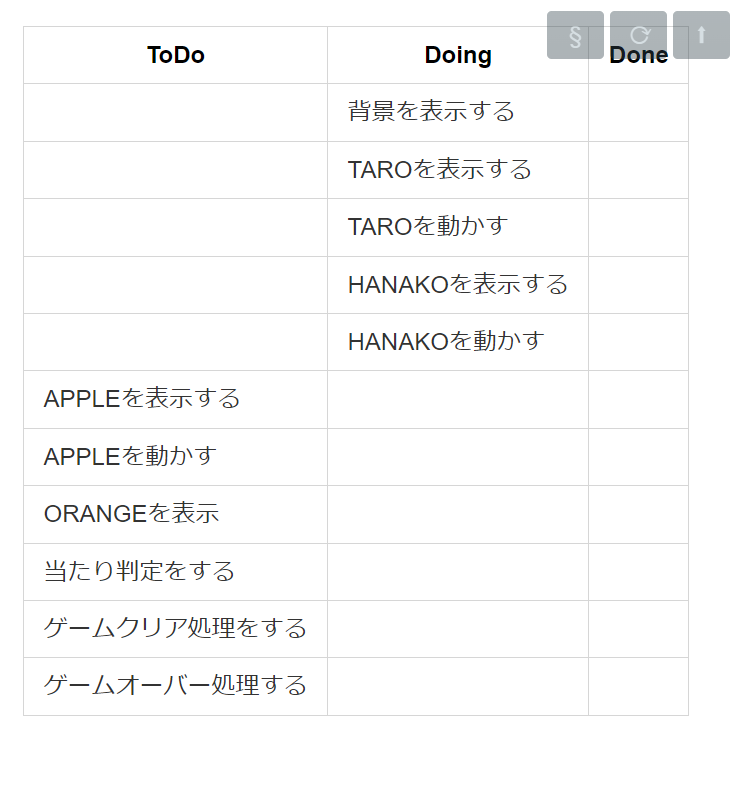 ToDo Doing Done
§
背景を表示する
TAROを表示する
TAROを動かす
HANAKOを表示する
HANAKOを動かす
APPLEを表示する
APPLEを動かす
ORANGEを表示
当たり判定をする
ゲームクリア処理をする
ゲームオーバー処理する